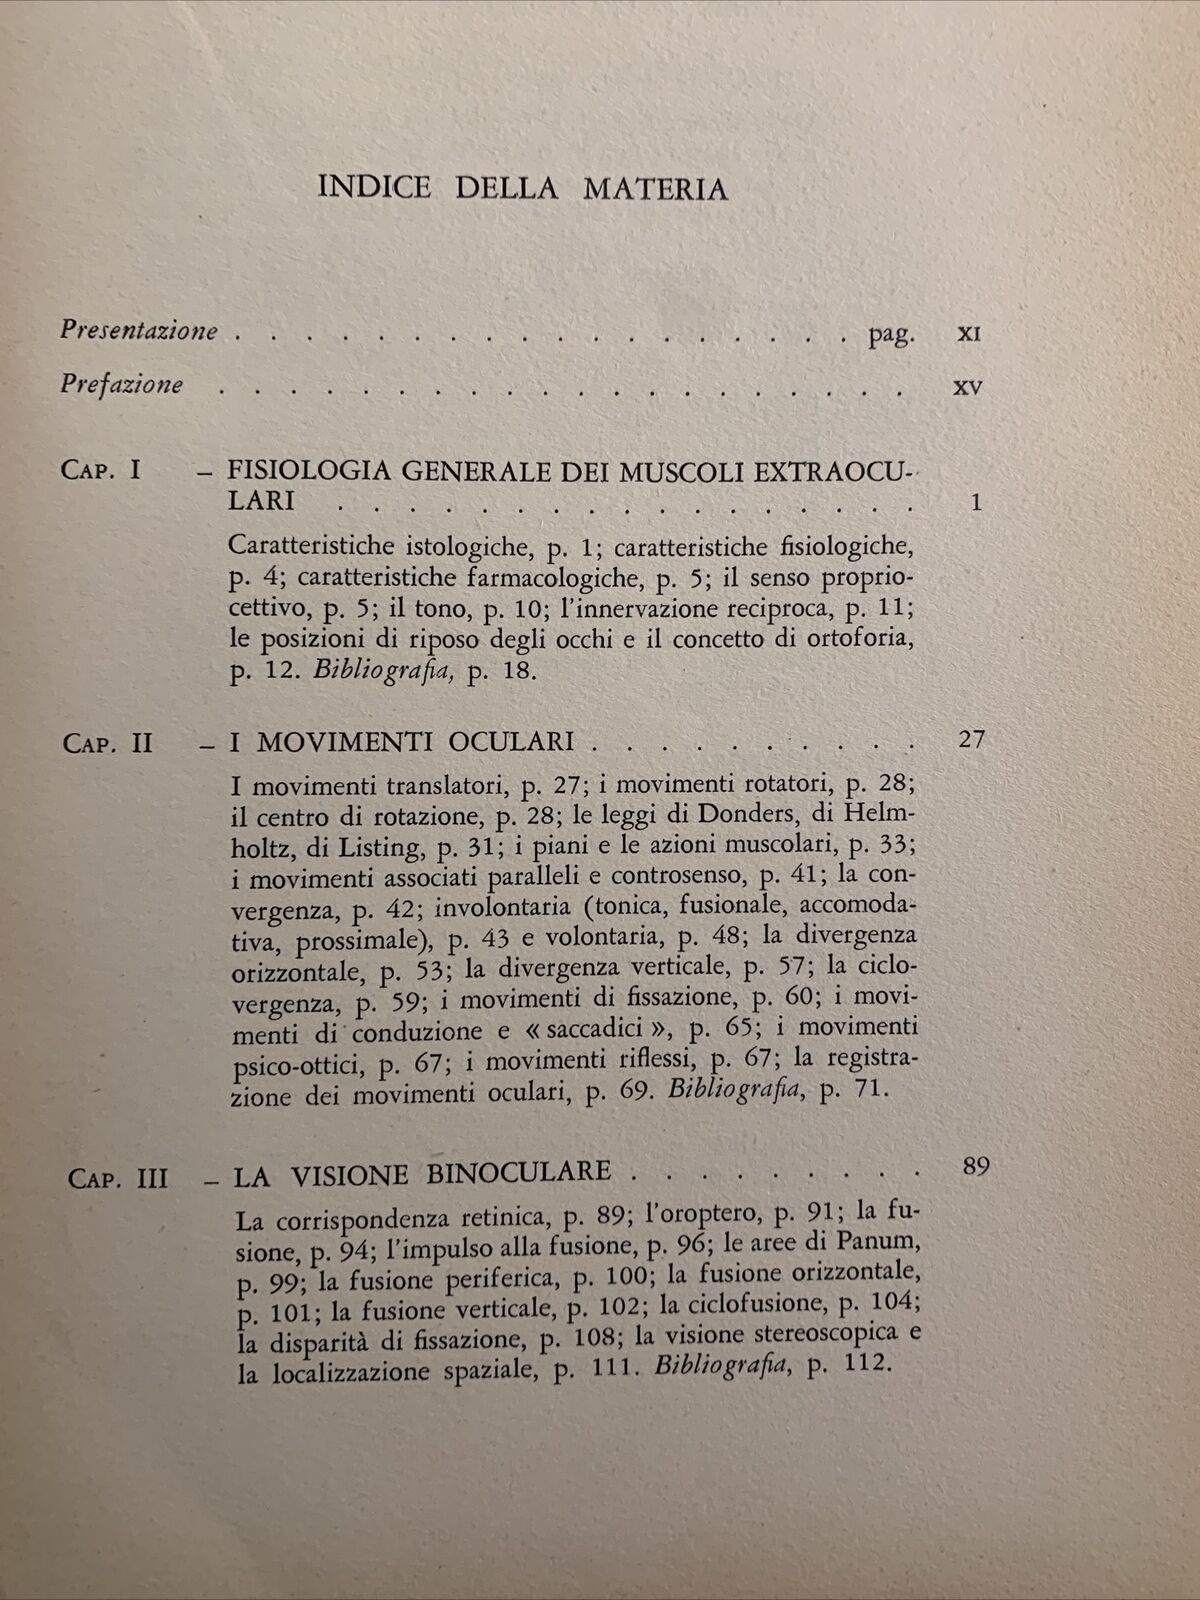 INDICE DELLA MATERIA
Presentazione . . . . . . . . . . . . . . . . . . pag. XI
Prefazione . . . . . . . . . . . . . . . . . . . . XV
CAP. I – FISIOLOGIA GENERALE DEI MUSCOLI EXTRAOCU-
LARI . . . . . . . . . . . . . . . . . 1
Caratteristiche istologiche, p. 1; caratteristiche fisiologiche,
p. 4; caratteristiche farmacologiche, p. 5; il senso proprio-
cettivo, p. 5; il tono, p. 10; l'innervazione reciproca, p. 11;
le posizioni di riposo degli occhi e il concetto di ortoforia,
p. 12. Bibliografia, p. 18.
CAP. II – I MOVIMENTI OCULARI . . . . . . . . . . 27
I movimenti translatori, p. 27; i movimenti rotatori, p. 28;
il centro di rotazione, p. 28; le leggi di Donders, di Helm-
holtz, di Listing, p. 31; i piani e le azioni muscolari, p. 33;
i movimenti associati paralleli e controsenso, p. 41; la con-
vergenza, p. 42; involontaria (tonica, fusionale, accomoda-
tiva, prossimale), p. 43 e volontaria, p. 48; la divergenza
orizzontale, p. 53; la divergenza verticale, p. 57; la ciclo-
vergenza, p. 59; i movimenti di fissazione, p. 60; i movi-
menti di conduzione e « saccadici », p. 65; i movimenti
psico-ottici, p. 67; i movimenti riflessi, p. 67; la registra-
zione dei movimenti oculari, p. 69. Bibliografia, p. 71.
CAP. III – LA VISIONE BINOCULARE . . . . . . . . . 89
La corrispondenza retinica, p. 89; l'oroptero, p. 91; la fu-
sione, p. 94; l'impulso alla fusione, p. 96; le aree di Panum,
p. 99; la fusione periferica, p. 100; la fusione orizzontale,
p. 101; la fusione verticale, p. 102; la ciclofusione, p. 104;
la disparità di fissazione, p. 108; la visione stereoscopica e
la localizzazione spaziale, p. 111. Bibliografia, p. 112.